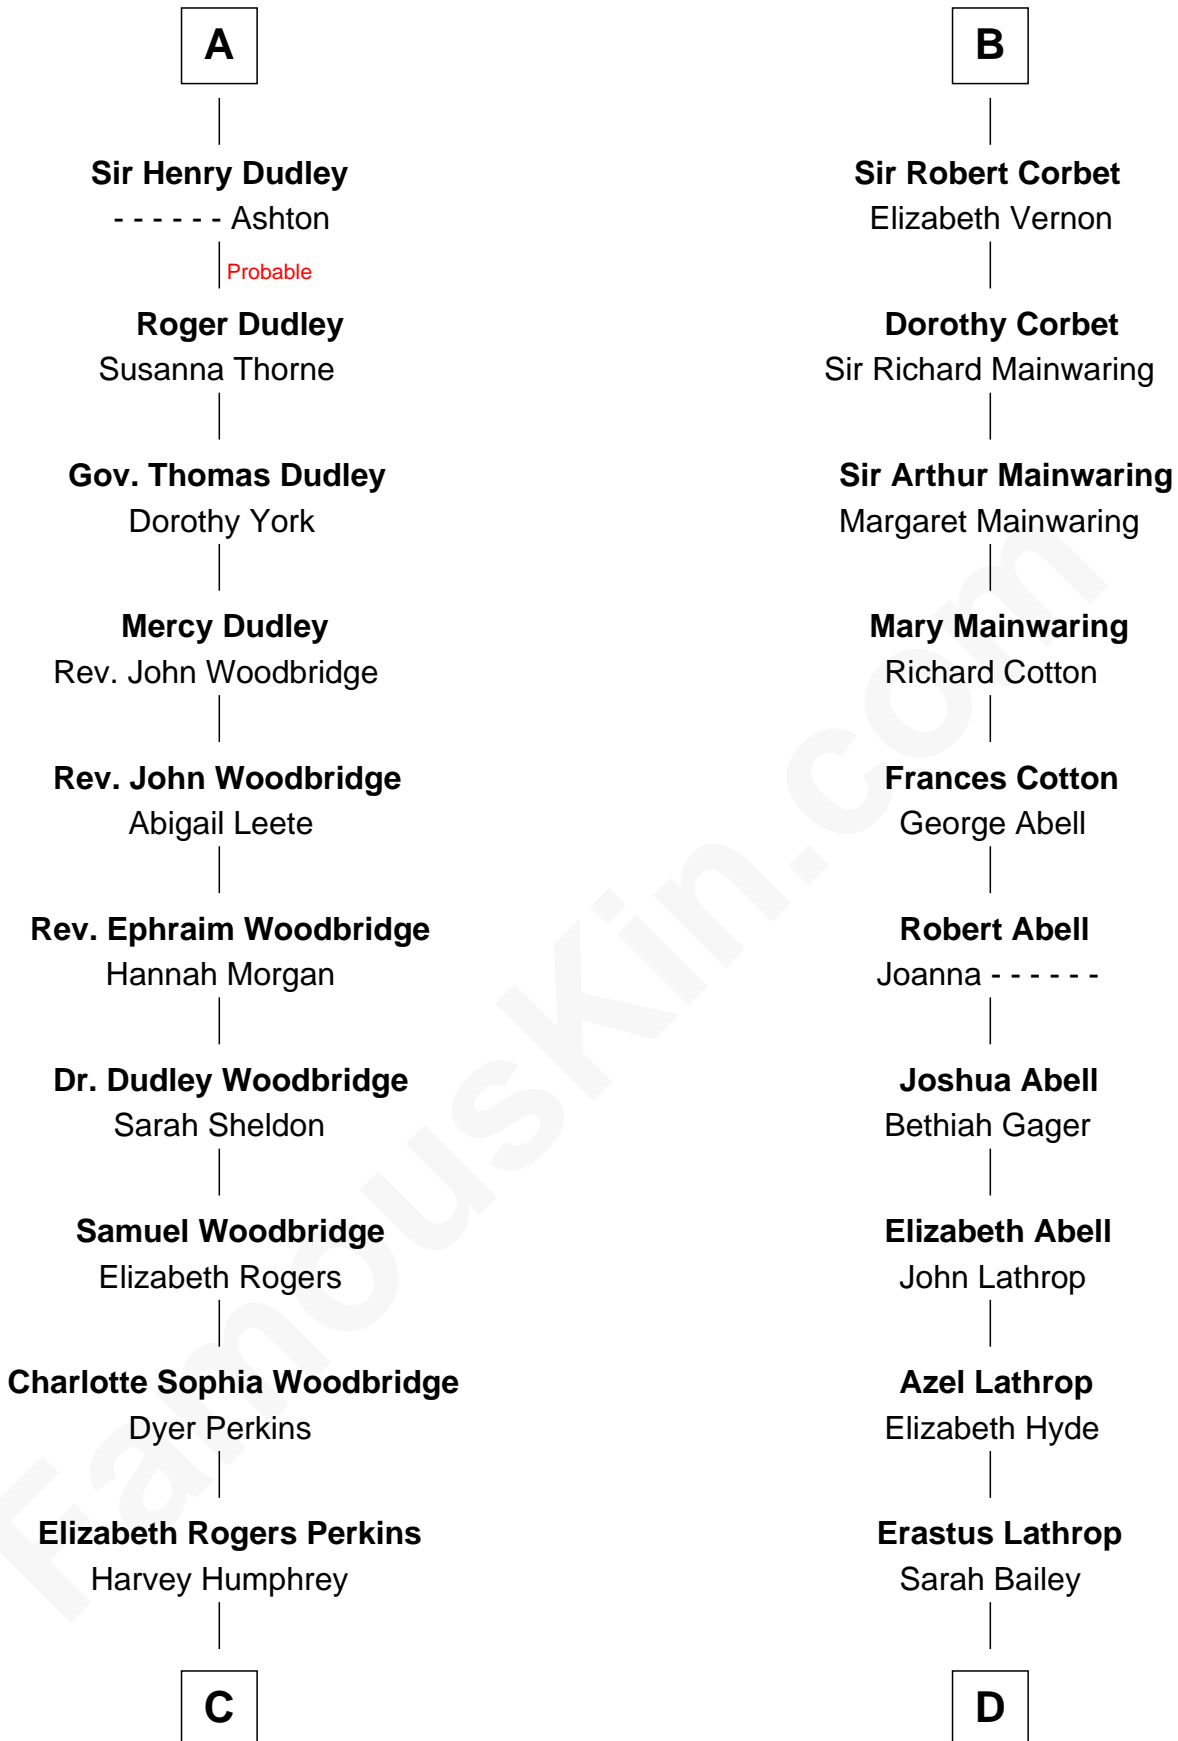 A
Sir Henry Dudley
- - - - - - Ashton
Probable
Roger Dudley
Susanna Thorne
Gov. Thomas Dudley
Dorothy York
Mercy Dudley
Rev. John Woodbridge
Rev. John Woodbridge
Abigail Leete
Rev. Ephraim Woodbridge
Hannah Morgan
Dr. Dudley Woodbridge
Sarah Sheldon
Samuel Woodbridge
Elizabeth Rogers
Charlotte Sophia Woodbridge
Dyer Perkins
Elizabeth Rogers Perkins
Harvey Humphrey
C
B
Sir Robert Corbet
Elizabeth Vernon
Dorothy Corbet
Sir Richard Mainwaring
Sir Arthur Mainwaring
Margaret Mainwaring
Mary Mainwaring
Richard Cotton
Frances Cotton
George Abell
Robert Abell
Joanna - - - - - -
Joshua Abell
Bethiah Gager
Elizabeth Abell
John Lathrop
Azel Lathrop
Elizabeth Hyde
Erastus Lathrop
Sarah Bailey
D
FamousKin.com